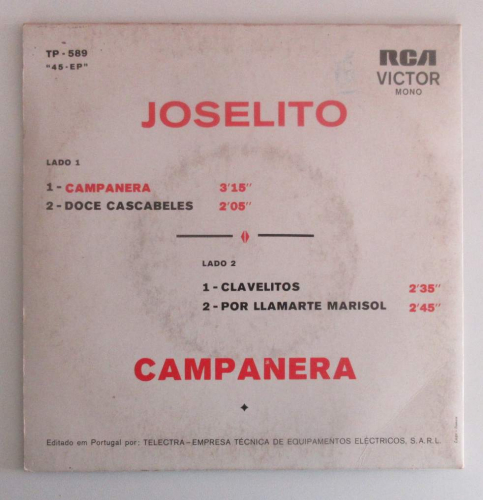 TP - 589
"45 - EP"
RCA
VICTOR
MONO
JOSELITO
LADO 1
1 - CAMPANERA 3'15"
2 - DOCE CASCABELES 2'05"
LADO 2
1 - CLAVELITOS 2'35"
2 - POR LLAMARTE MARISOL 2'45"
CAMPANERA
Editado em Portugal por: TELECTRA - EMPRESA TÉCNICA DE EQUIPAMENTOS ELÉCTRICOS, S.A.R.L.